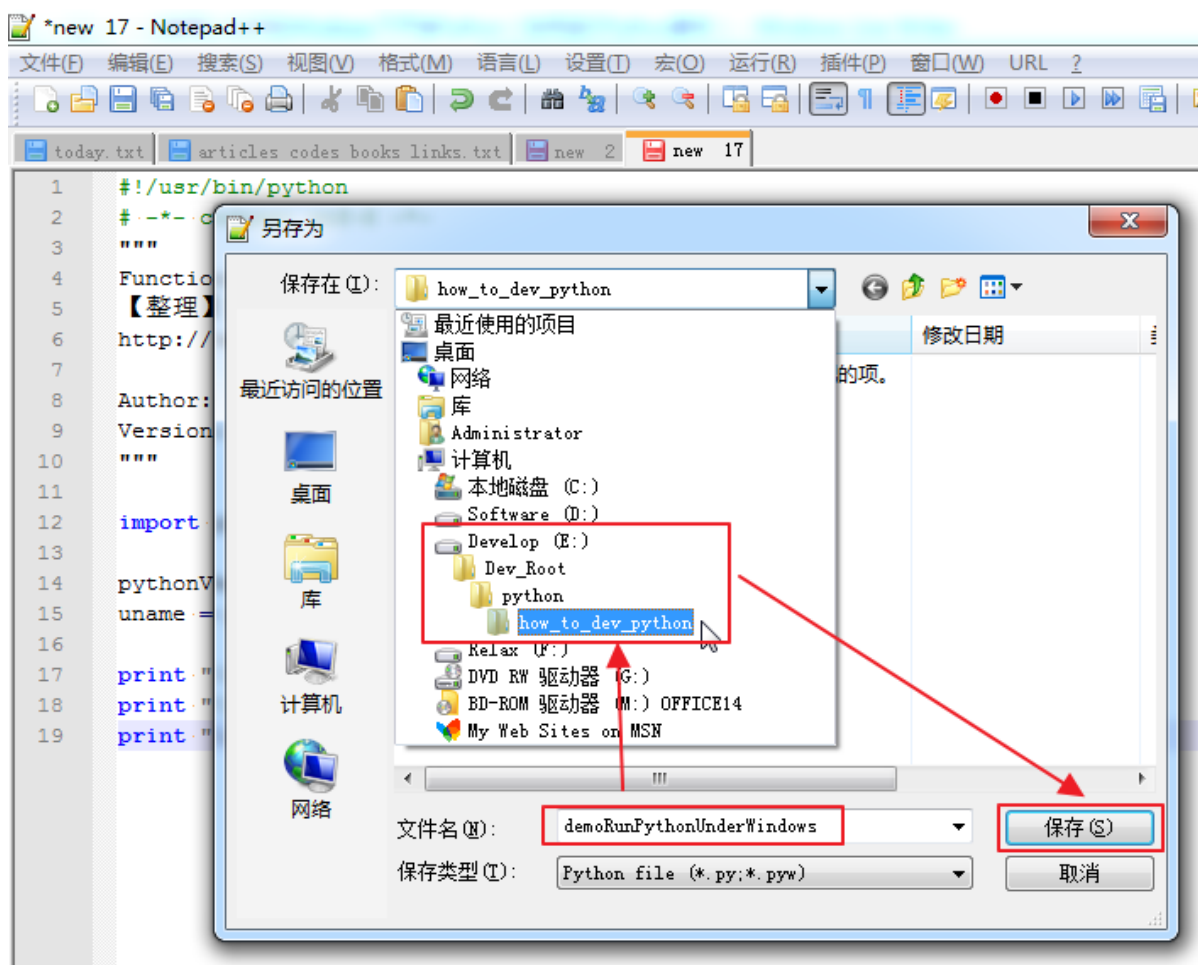 *new 17 - Notepad++
文件(F) 编辑(E) 搜索(S) 视图(V) 格式(M) 语言(L) 设置(T) 宏(O) 运行(R) 插件(P) 窗口(W) URL ?
today.txt articles codes books links.txt new 2 new 17
1 #!/usr/bin/python
2 # -*- c
3 """
4 Functio
5 【整理】
6 http://
7
8 Author:
9 Version
10 """
11
12 import
13
14 pythonV
15 uname =
16
17 print "
18 print "
19 print "
另存为
保存在(I): how_to_dev_python
最近使用的项目
桌面
网络
库
Administrator
计算机
本地磁盘 (C:)
Software (D:)
Develop (E:)
Dev_Root
python
how_to_dev_python
Relax (F:)
DVD RW 驱动器 (G:)
BD-ROM 驱动器 (M:) OFFICE14
My Web Sites on MSN
修改日期
的项。
最近访问的位置
桌面
库
计算机
网络
文件名(N): demoRunPythonUnderWindows 保存(S)
保存类型(T): Python file (*.py;*.pyw) 取消